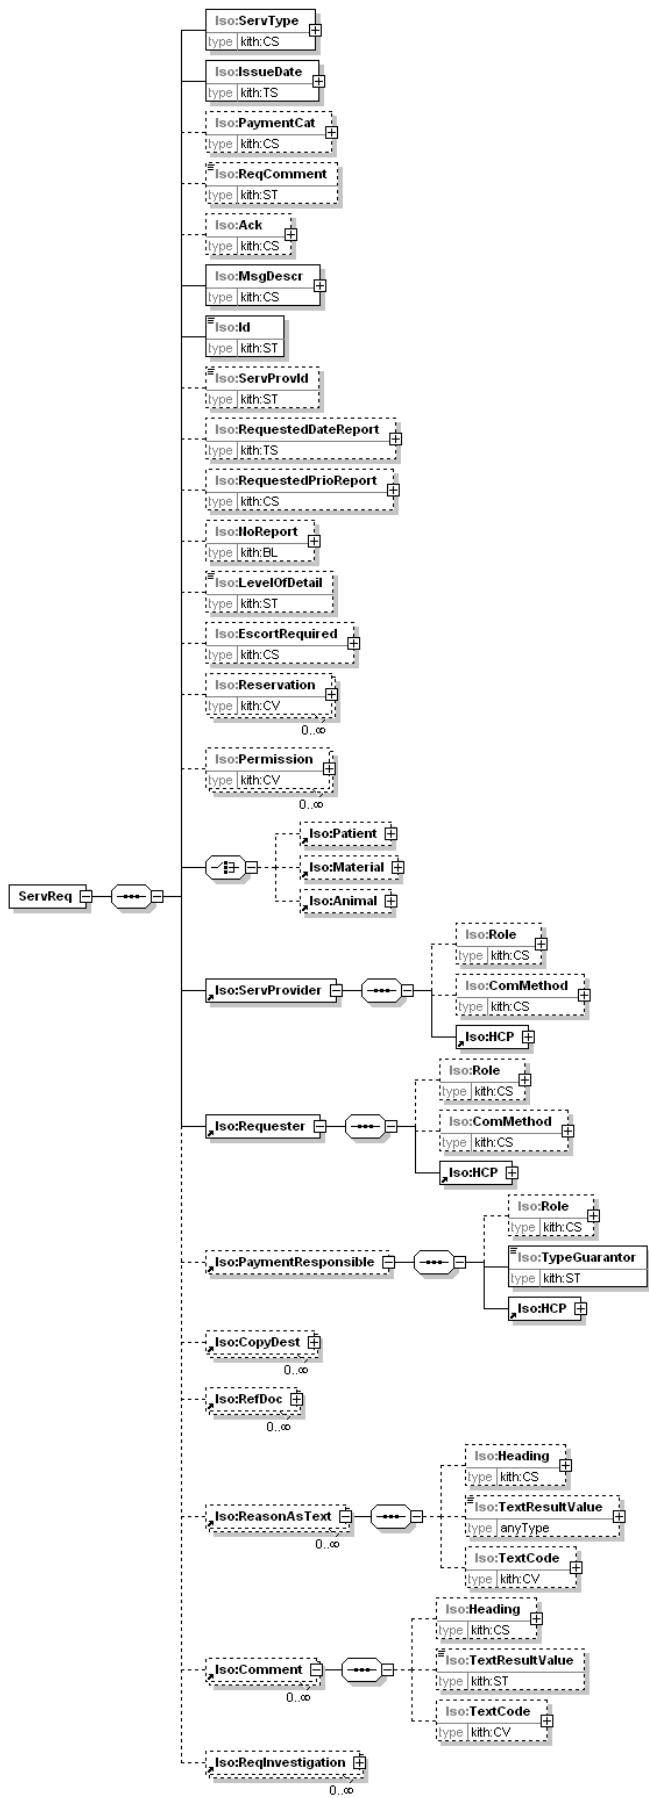 Iso:ServType
type kith:CS
Iso:IssueDate
type kith:TS
Iso:PaymentCat
type kith:CS
Iso:ReqComment
type kith:ST
Iso:Ack
type kith:CS
Iso:MsgDescr
type kith:CS
Iso:Id
type kith:ST
Iso:ServProvId
type kith:ST
Iso:RequestedDateReport
type kith:TS
Iso:RequestedPrioReport
type kith:CS
Iso:NoReport
type kith:BL
Iso:LevelOfDetail
type kith:ST
Iso:EscortRequired
type kith:CS
Iso:Reservation
type kith:CV
0..∞
Iso:Permission
type kith:CV
0..∞
Iso:Patient
Iso:Material
Iso:Animal
ServReq
Iso:ServProvider
Iso:Role
type kith:CS
Iso:ComMethod
type kith:CS
Iso:HCP
Iso:Requester
Iso:Role
type kith:CS
Iso:ComMethod
type kith:CS
Iso:HCP
Iso:PaymentResponsible
Iso:Role
type kith:CS
Iso:TypeGuarantor
type kith:ST
Iso:HCP
Iso:CopyDest
0..∞
Iso:RefDoc
0..∞
Iso:ReasonAsText
0..∞
Iso:Heading
type kith:CS
Iso:TextResultValue
type anyType
Iso:TextCode
type kith:CV
Iso:Comment
0..∞
Iso:Heading
type kith:CS
Iso:TextResultValue
type kith:ST
Iso:TextCode
type kith:CV
Iso:ReqInvestigation
0..∞